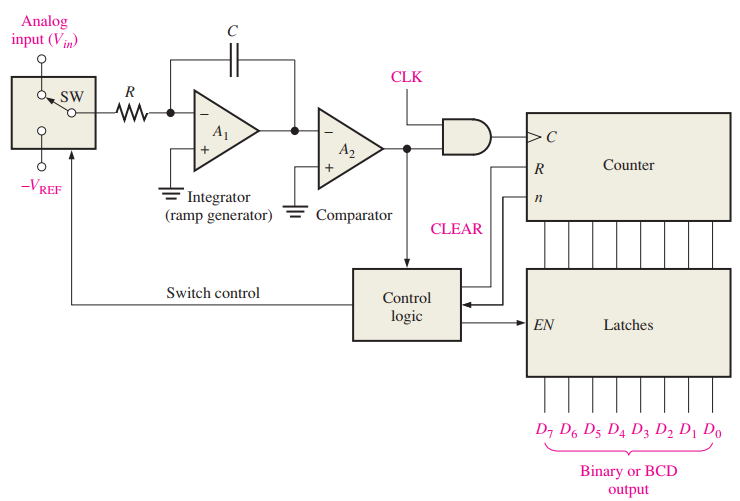 Analog
input (Vin)
SW
R
C
−
A1
+
Integrator
(ramp generator)
−
A2
+
Comparator
CLK
C
R
n
Counter
CLEAR
−VREF
Switch control
Control
logic
EN
Latches
D7 D6 D5 D4 D3 D2 D1 D0
Binary or BCD
output